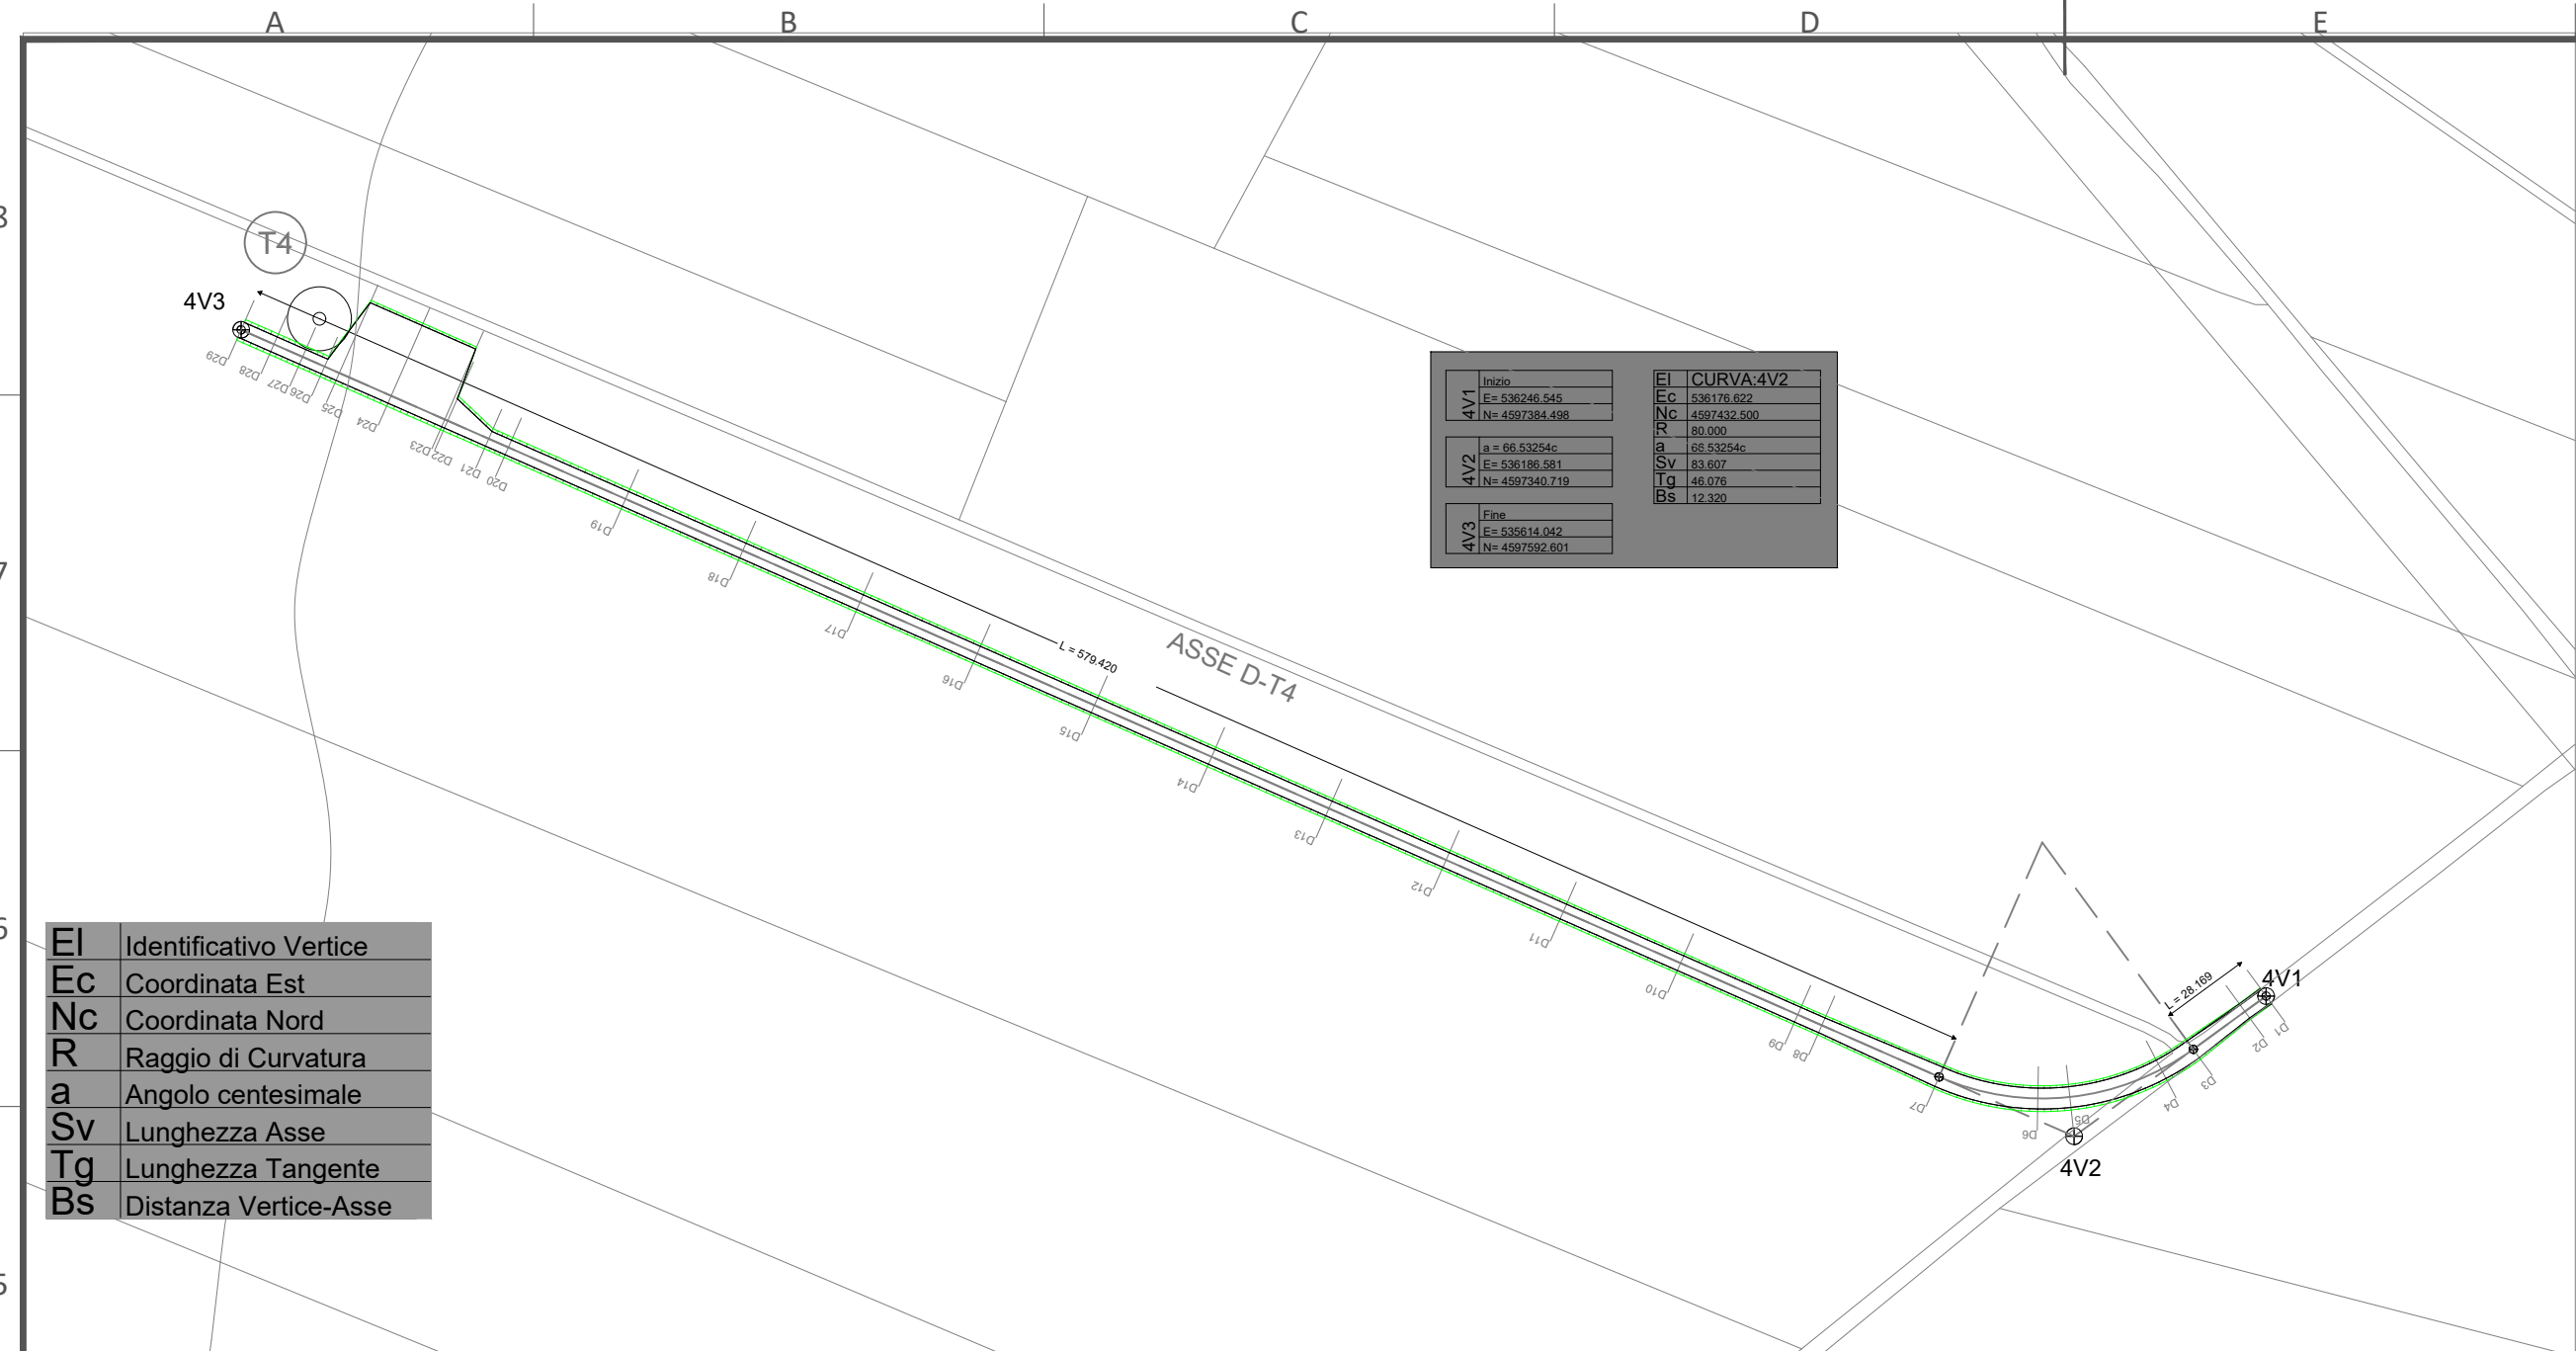 A B C D E
8
T4
4V3
D29
D28
D27
D26
D25
D24
D23
D22
D21
D20
D19
D18
D17
D16
D15
D14
D13
D12
D11
D10
D9
D8
D7
D6
D5
D4
D3
D2
D1
L = 579.420
ASSE D-T4
L = 28.169
4V1
4V2
7
6
5
4V1
Inizio
E= 536246.545
N= 4597384.498
4V2
a = 66.53254c
E= 536186.581
N= 4597340.719
4V3
Fine
E= 535614.042
N= 4597592.601
El CURVA:4V2
Ec 536176.622
Nc 4597432.500
R 80.000
a 66.53254c
Sv 83.607
Tg 46.076
Bs 12.320
El Identificativo Vertice
Ec Coordinata Est
Nc Coordinata Nord
R Raggio di Curvatura
a Angolo centesimale
Sv Lunghezza Asse
Tg Lunghezza Tangente
Bs Distanza Vertice-Asse